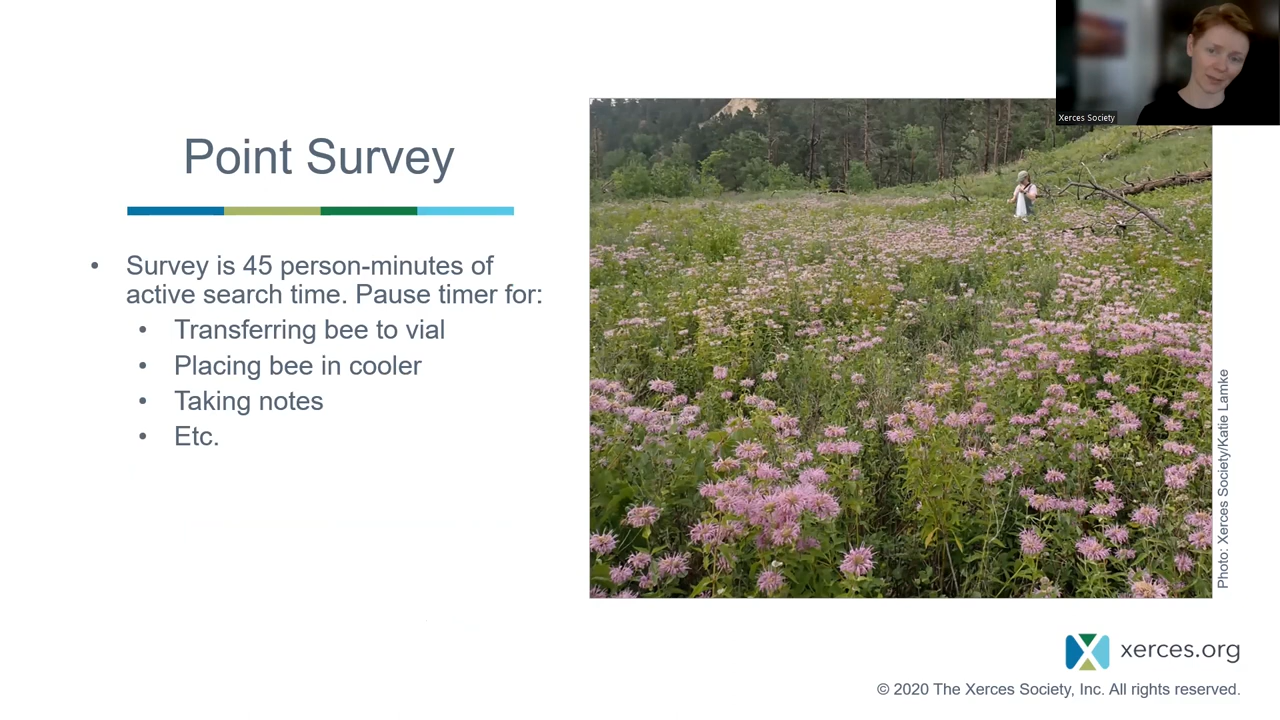 Xerces Society
Point Survey
• Survey is 45 person-minutes of
active search time. Pause timer for:
• Transferring bee to vial
• Placing bee in cooler
• Taking notes
• Etc.
Photo: Xerces Society/Katie Lamke
xerces.org
© 2020 The Xerces Society, Inc. All rights reserved.